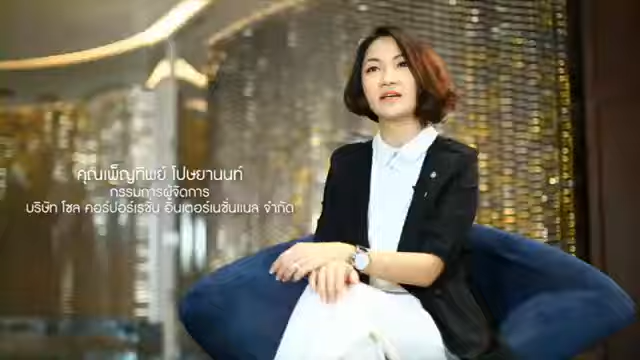 คุณเพ็ญทิพย์ โปษยานนท์
กรรมการผู้จัดการ
บริษัท โซล คอร์ปอร์เรชั่น อินเตอร์เนชั่นแนล จำกัด